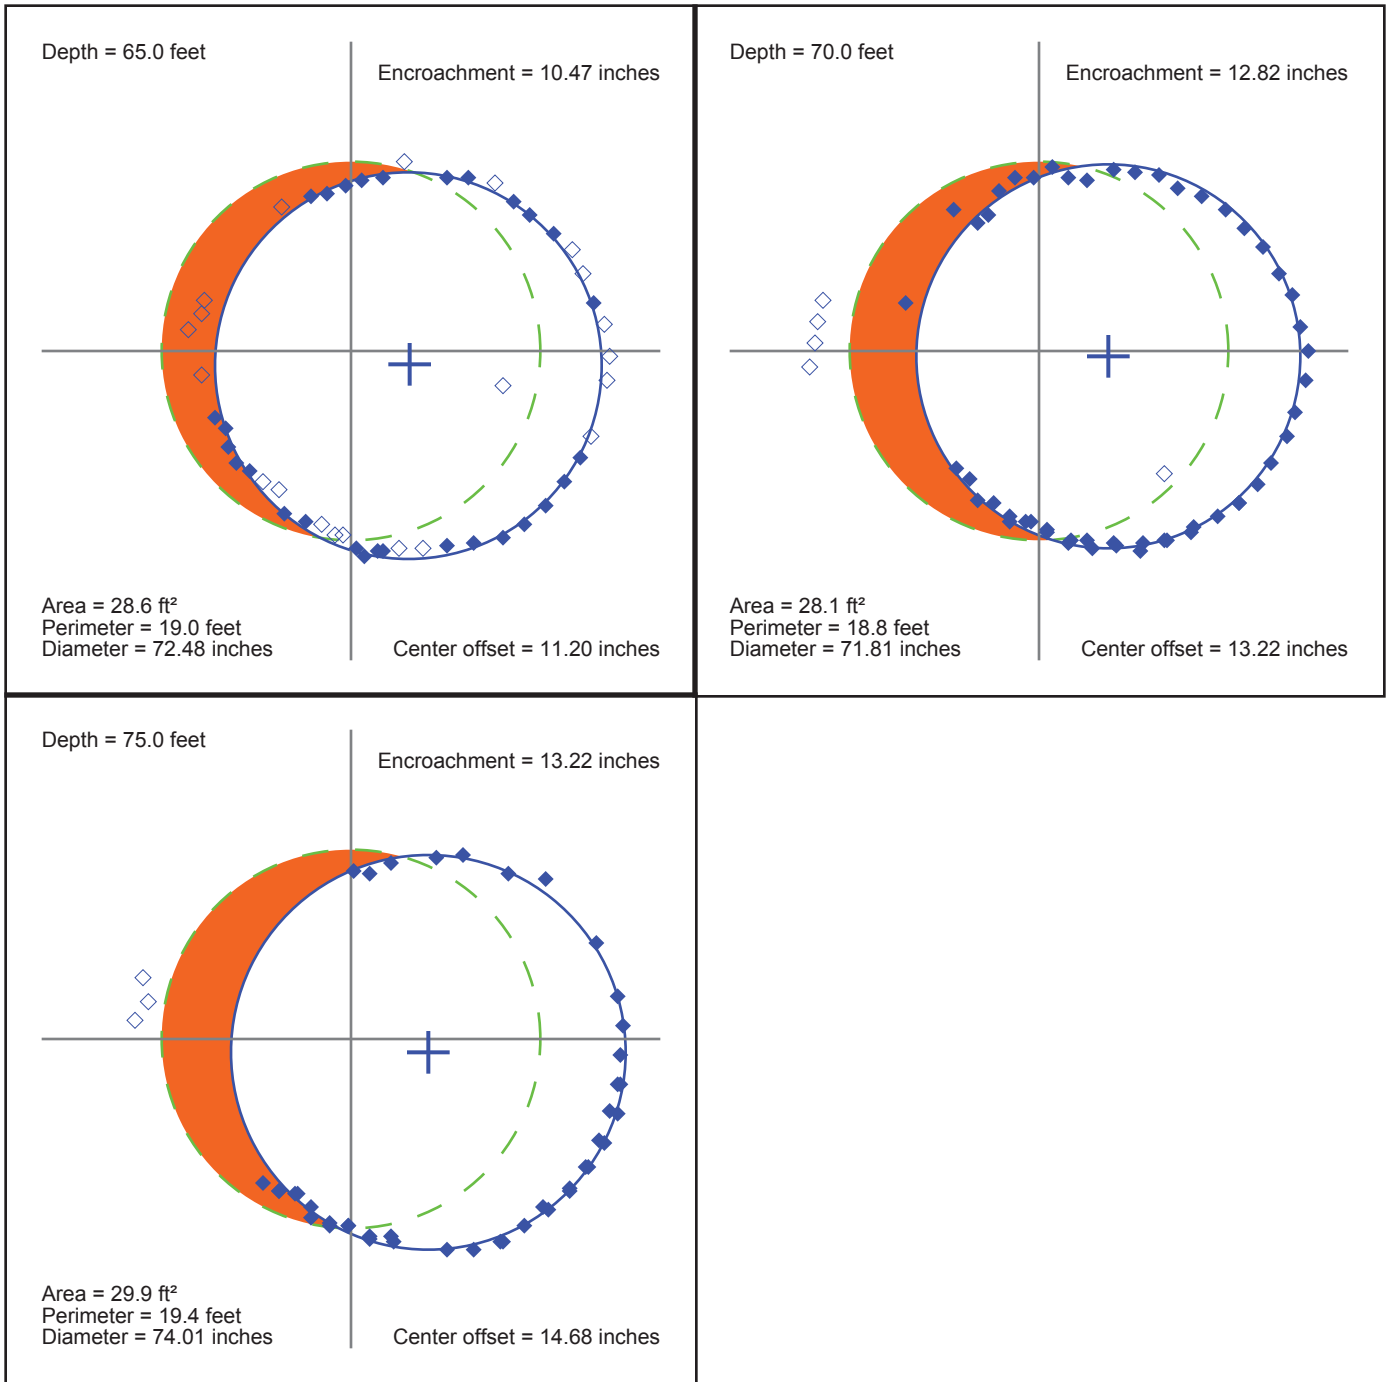 Depth = 65.0 feet
Encroachment = 10.47 inches
Area = 28.6 ft²
Perimeter = 19.0 feet
Diameter = 72.48 inches
Center offset = 11.20 inches
Depth = 70.0 feet
Encroachment = 12.82 inches
Area = 28.1 ft²
Perimeter = 18.8 feet
Diameter = 71.81 inches
Center offset = 13.22 inches
Depth = 75.0 feet
Encroachment = 13.22 inches
Area = 29.9 ft²
Perimeter = 19.4 feet
Diameter = 74.01 inches
Center offset = 14.68 inches